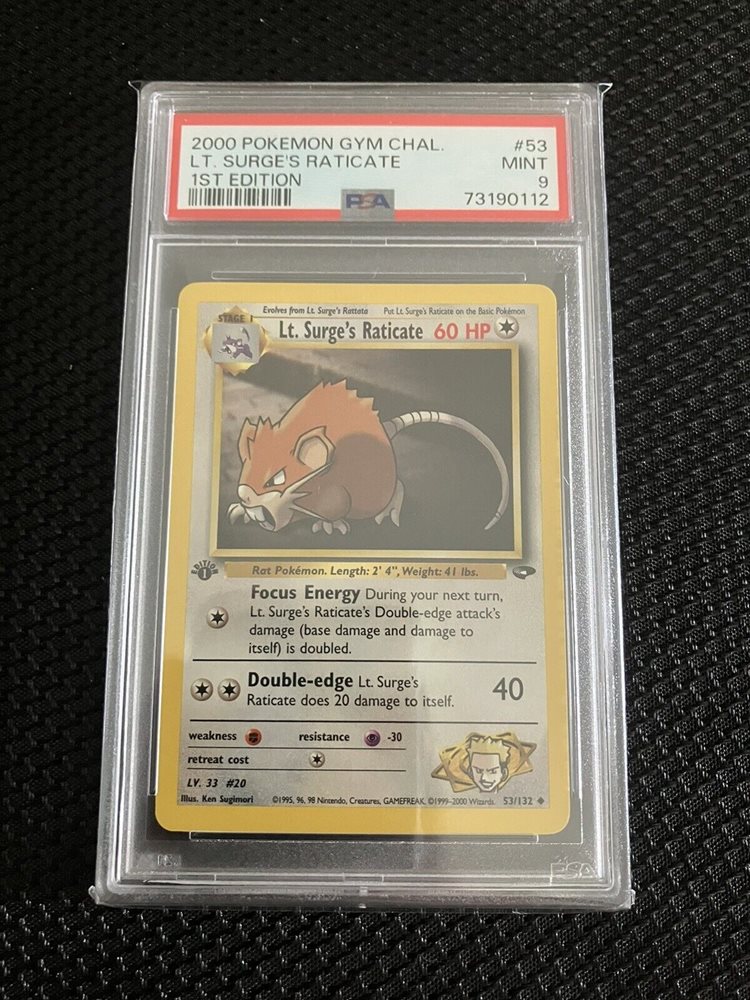 2000 POKEMON GYM CHAL. #53
LT. SURGE'S RATICATE MINT
1ST EDITION 9
PSA 73190112
Evolves from Lt. Surge's Rattata Put Lt. Surge's Raticate on the Basic Pokémon
STAGE 1
Lt. Surge's Raticate 60 HP
EDITION
1
Rat Pokémon. Length: 2' 4", Weight: 41 lbs.
Focus Energy During your next turn,
Lt. Surge's Raticate's Double-edge attack's
damage (base damage and damage to
itself) is doubled.
Double-edge Lt. Surge's
Raticate does 20 damage to itself. 40
weakness resistance -30
retreat cost
LV. 33 #20
Illus. Ken Sugimori ©1995, 96, 98 Nintendo, Creatures, GAMEFREAK. ©1999-2000 Wizards. 53/132
PSA